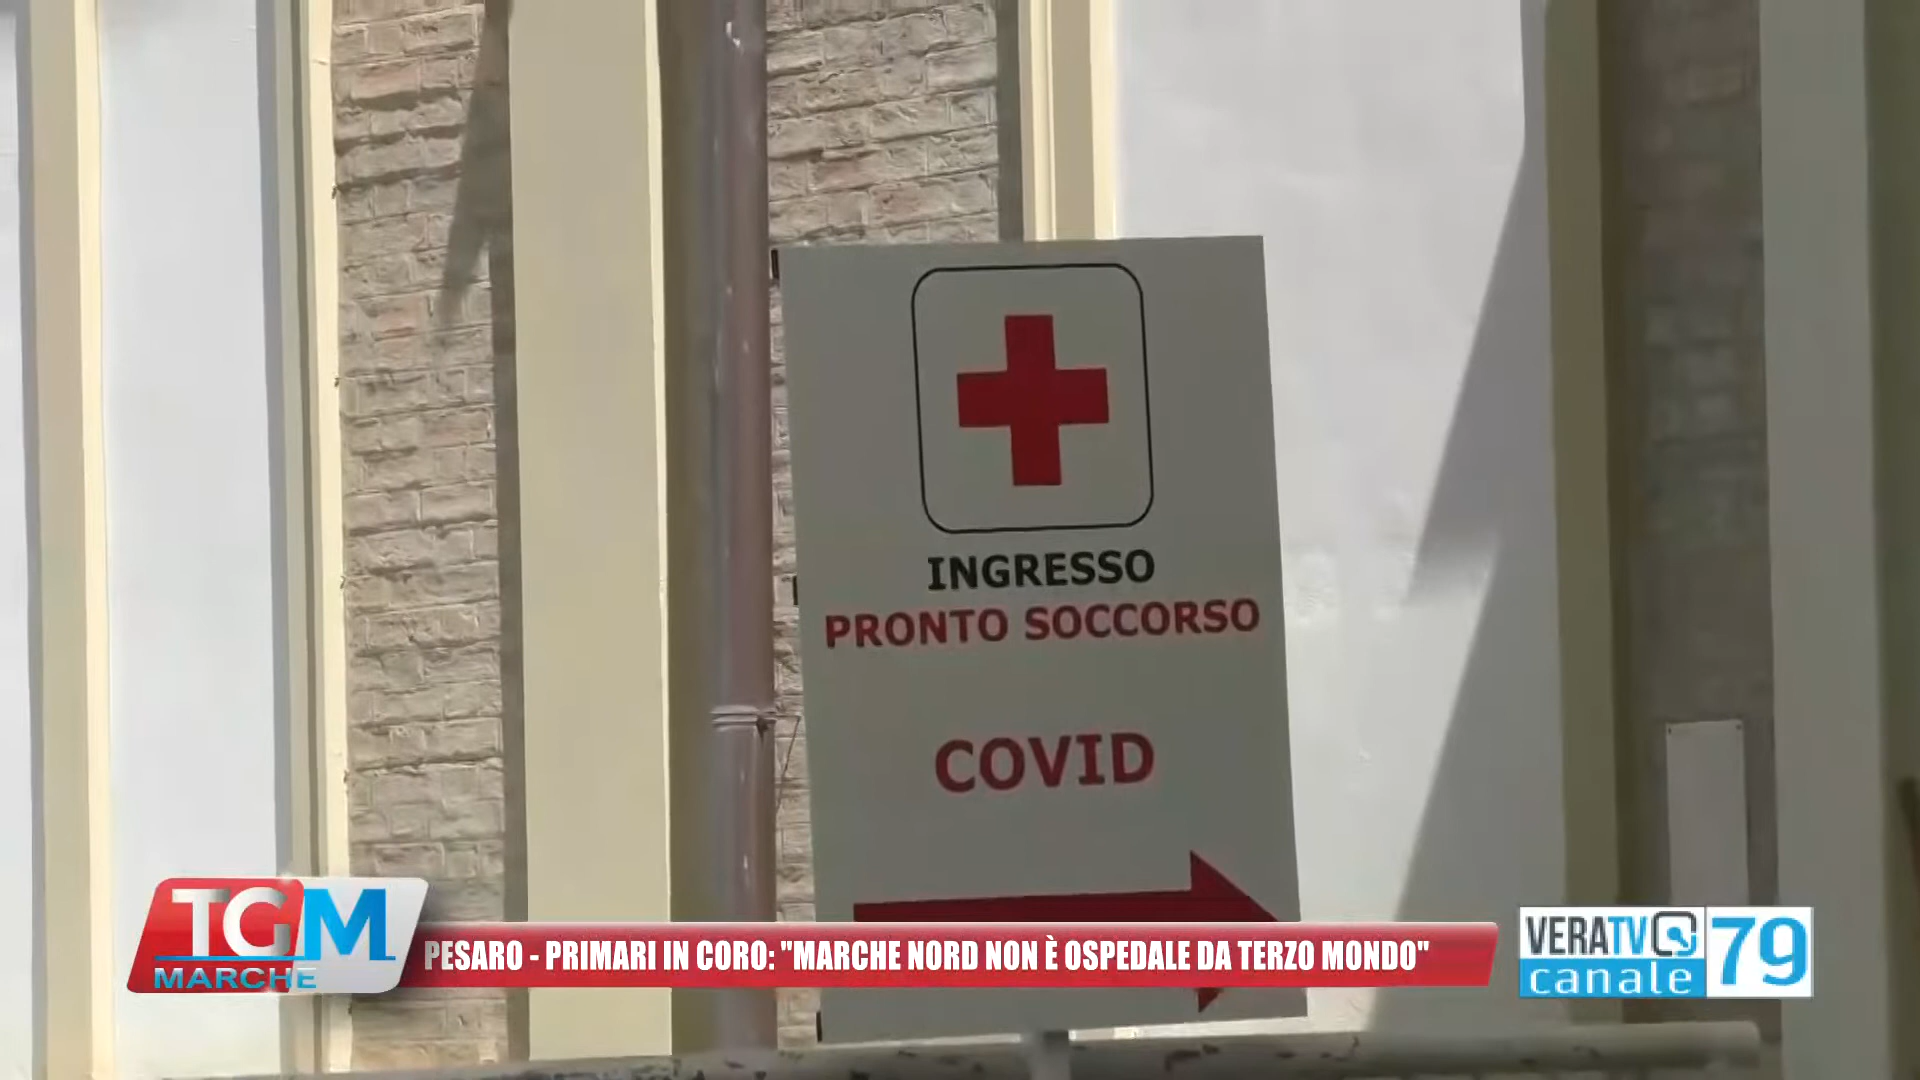 INGRESSO
PRONTO SOCCORSO
COVID
TGM
MARCHE
PESARO - PRIMARI IN CORO: "MARCHE NORD NON È OSPEDALE DA TERZO MONDO"
VERATV
canale
79